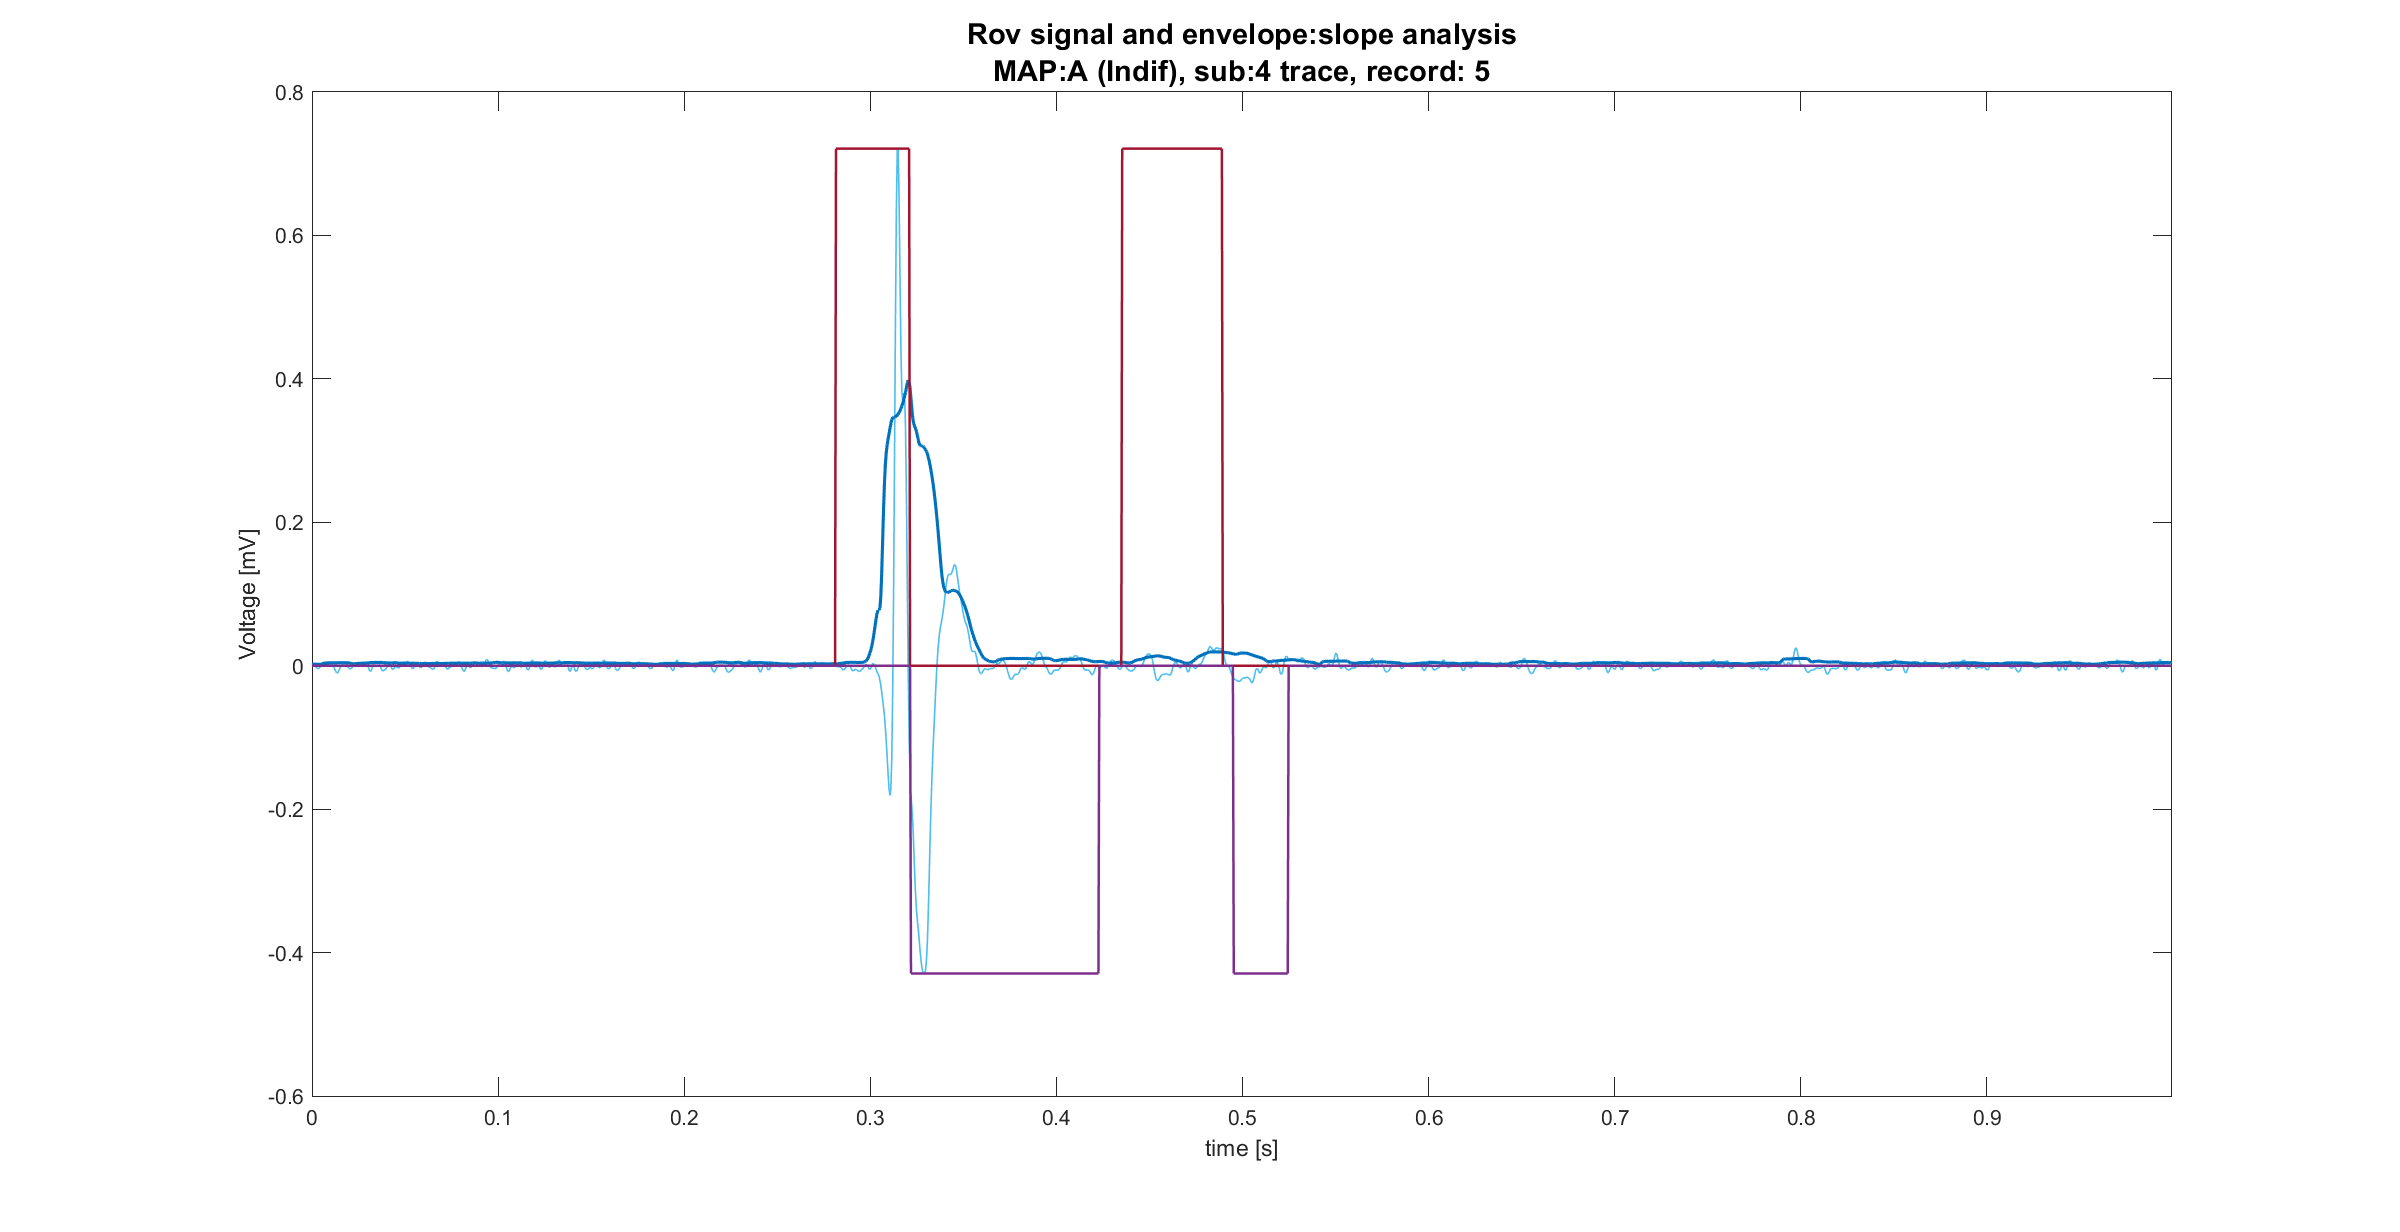 Rov signal and envelope:slope analysis
MAP:A (Indif), sub:4 trace, record: 5
0.8
0.6
0.4
0.2
0
-0.2
-0.4
-0.6
Voltage [mV]
0 0.1 0.2 0.3 0.4 0.5 0.6 0.7 0.8 0.9
time [s]